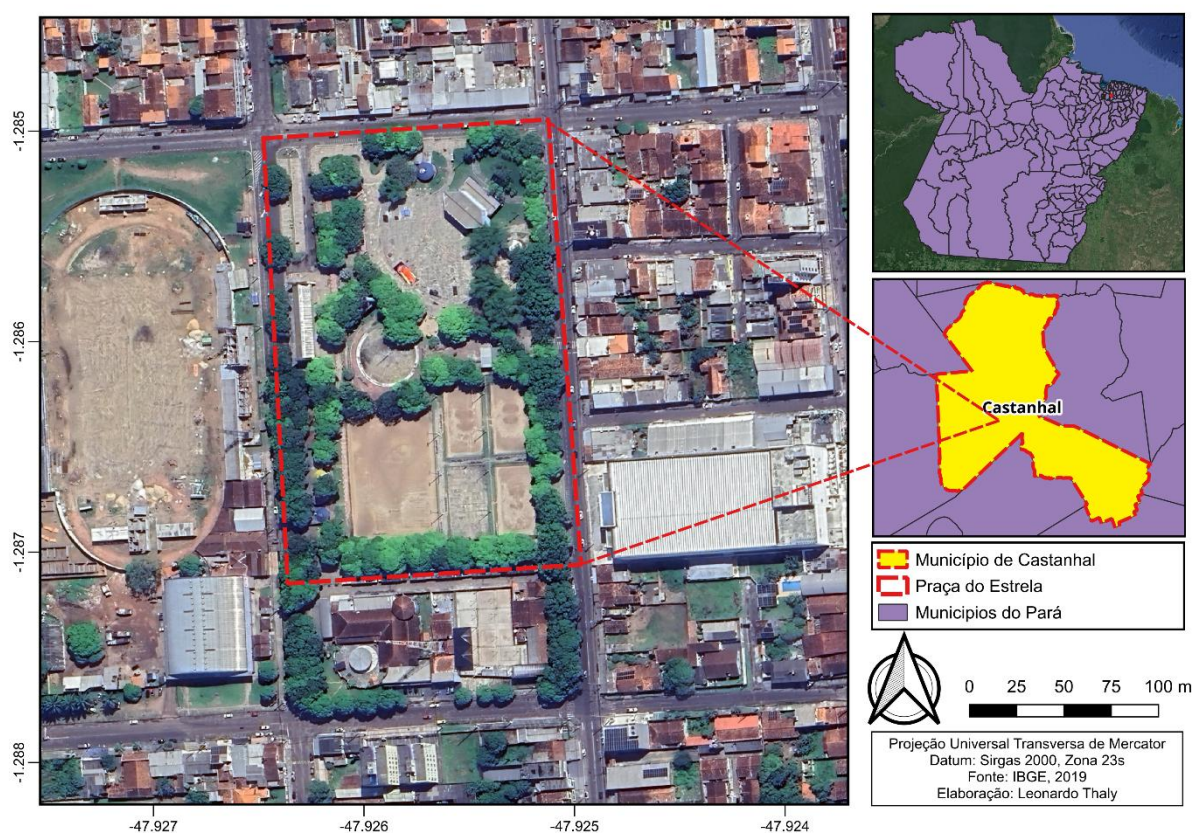 -1.285
-1.286
-1.287
-1.288
-47.927
-47.926
-47.925
-47.924
Castanhal
Município de Castanhal
Praça do Estrela
Municipios do Pará
0 25 50 75 100 m
Projeção Universal Transversa de Mercator
Datum: Sirgas 2000, Zona 23s
Fonte: IBGE, 2019
Elaboração: Leonardo Thaly